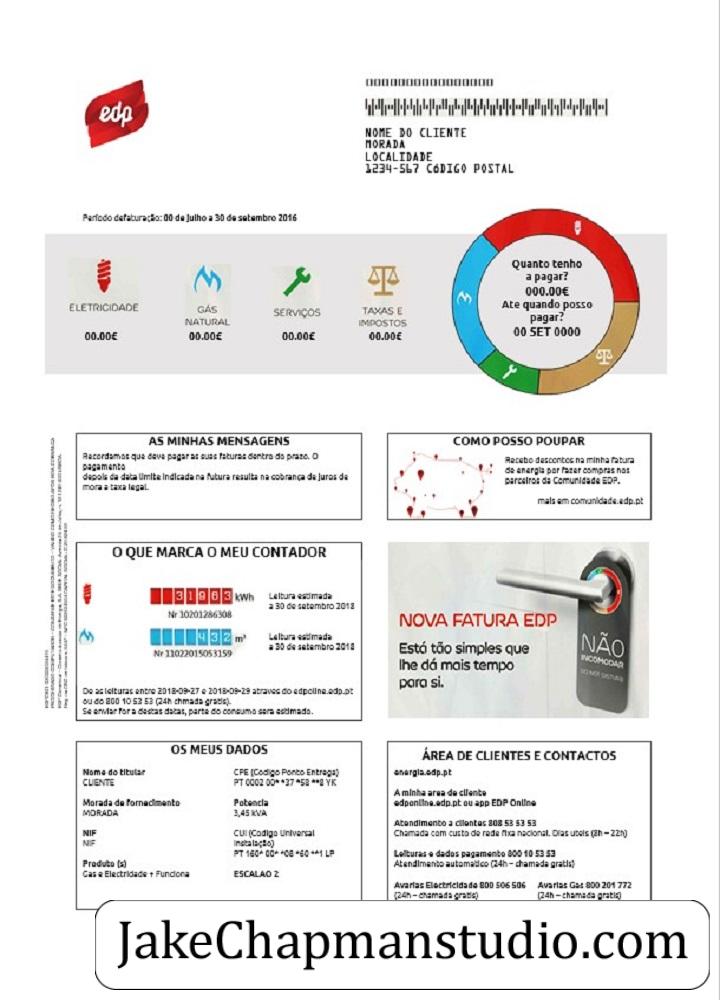 edp
NOME DO CLIENTE
MORADA
LOCALIDADE
1234-567 CÓDIGO POSTAL
Período defaturação: 00 de julho a 30 de setembro 2016
ELETRICIDADE
00.00€
GÁS
NATURAL
00.00€
SERVIÇOS
00.00€
TAXAS E
IMPOSTOS
00.00€
Quanto tenho
a pagar?
000.00€
Ate quando posso
pagar?
00 SET 0000
AS MINHAS MENSAGENS
Recordamos que deve pagar as suas faturas dentro do prazo. O
pagamento
depois da data limite indicada na futura resulta na cobrança de juros de
mora a taxa legal.
COMO POSSO POUPAR
Recebo descontos na minha fatura
de energia por fazer compras nos
parceiros da Comunidade EDP.
mais em comunidade.edp.pt
O QUE MARCA O MEU CONTADOR
31963 kWh
Nr 10201286308
Leitura estimada
a 30 de setembro 2018
432 m³
Nr 11022015053159
Leitura estimada
a 30 de setembro 2018
De as leituras entre 2018-09-27 e 2018-09-29 atraves do edponline.edp.pt
ou do 800 10 53 53 (24h chmada gratis).
Se enviar for a destas datas, parte do consumo sera estimado.
NOVA FATURA EDP
Está tão simples que
lhe dá mais tempo
para si.
NÃO
INCOMODAR
DO NOT DISTURB
OS MEUS DADOS
Nome do titular
CLIENTE
Morada de fornecimento
MORADA
NIF
NIF
Produto (s)
Gas e Electridade + Funciona
CPE (Codigo Ponto Entrega)
PT 0002 00** *37 *58 **8 YK
Potencia
3,45 kVA
CUI (Codigo Universal
Instalação)
PT 160* 00* *08 *60 **1 LP
ESCALAO 2
ÁREA DE CLIENTES E CONTACTOS
energia.edp.pt
A minha area de cliente
edponline.edp.pt ou app EDP Online
Atendimento a clientes 808 53 53 53
Chamada com custo de rede fixa nacional. Dias uteis (8h – 22h)
Leituras e dados pagamento 800 10 53 53
Atendimento automatico (24h – chamada gratis)
Avarias Electricidade 800 506 506
(24h – chamada gratis)
Avarias Gas 800 201 772
(24h – chamada gratis)
JakeChapmanstudio.com